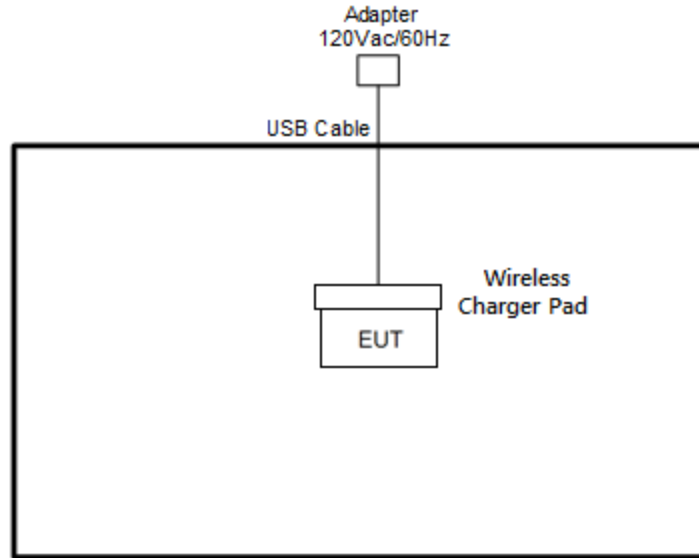 Adapter
120Vac/60Hz
USB Cable
Wireless
Charger Pad
EUT